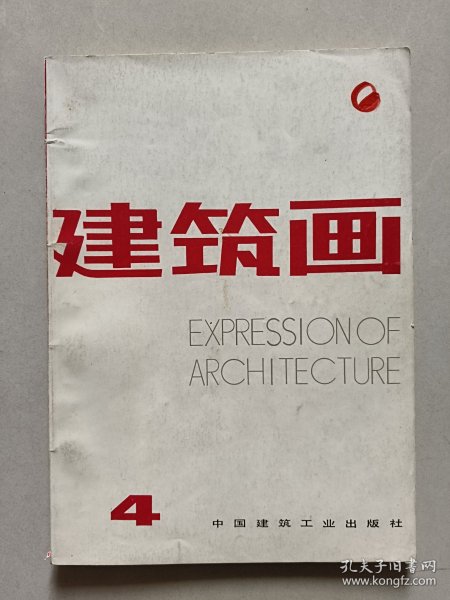 建筑画
EXPRESSION OF
ARCHITECTURE
4
中国建筑工业出版社
孔夫子旧书网
www.kongfz.com